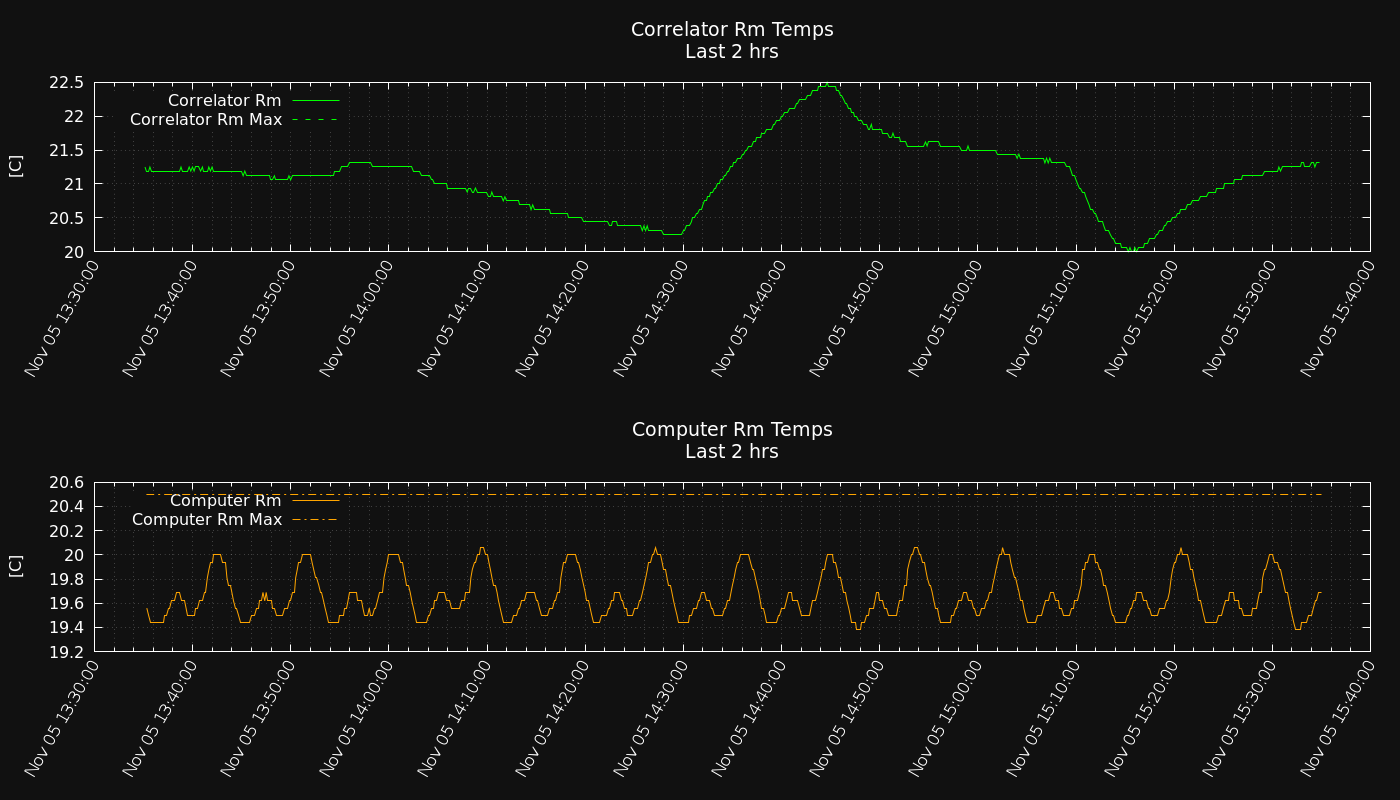 Correlator Rm Temps
Last 2 hrs
22.5
22
21.5
21
20.5
20
[C]
Correlator Rm
Correlator Rm Max
Nov 05 13:30:00
Nov 05 13:40:00
Nov 05 13:50:00
Nov 05 14:00:00
Nov 05 14:10:00
Nov 05 14:20:00
Nov 05 14:30:00
Nov 05 14:40:00
Nov 05 14:50:00
Nov 05 15:00:00
Nov 05 15:10:00
Nov 05 15:20:00
Nov 05 15:30:00
Nov 05 15:40:00
Computer Rm Temps
Last 2 hrs
20.6
20.4
20.2
20
19.8
19.6
19.4
19.2
[C]
Computer Rm
Computer Rm Max
Nov 05 13:30:00
Nov 05 13:40:00
Nov 05 13:50:00
Nov 05 14:00:00
Nov 05 14:10:00
Nov 05 14:20:00
Nov 05 14:30:00
Nov 05 14:40:00
Nov 05 14:50:00
Nov 05 15:00:00
Nov 05 15:10:00
Nov 05 15:20:00
Nov 05 15:30:00
Nov 05 15:40:00